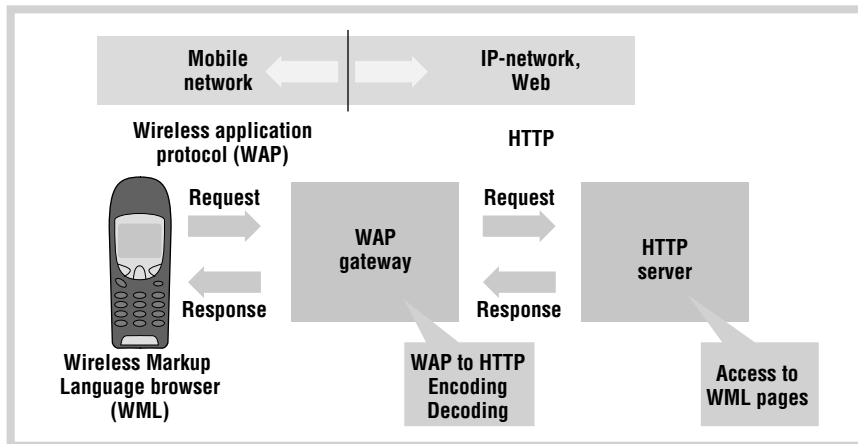 Mobile
network
IP-network,
Web
Wireless application
protocol (WAP)
HTTP
Request
Response
WAP
gateway
Request
Response
HTTP
server
Wireless Markup
Language browser
(WML)
WAP to HTTP
Encoding
Decoding
Access to
WML pages